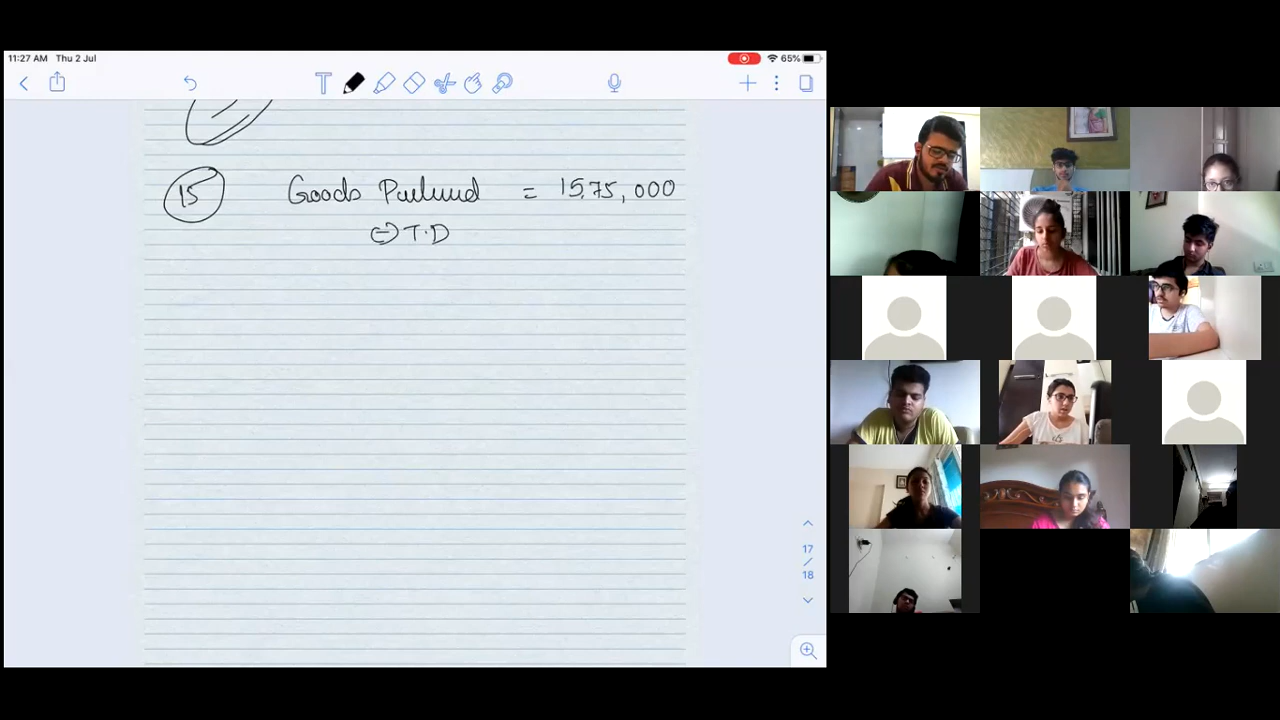 11:27 AM Thu 2 Jul
65%
T
15 Goods Purchased = 15,75,000
(-) T.D
17
/
18